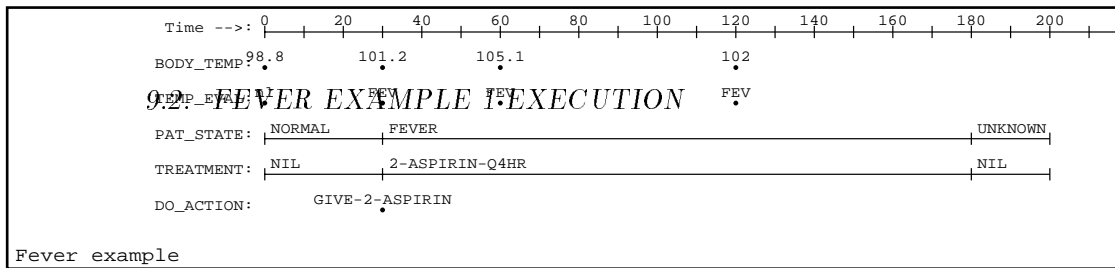 Time -->: 0 20 40 60 80 100 120 140 160 180 200
BODY_TEMP: 98.8 101.2 105.1 102
TEMP_EVAL: nl FEV FEV FEV
9.2. FEVER EXAMPLE 1 EXECUTION
PAT_STATE: NORMAL FEVER UNKNOWN
TREATMENT: NIL 2-ASPIRIN-Q4HR NIL
DO_ACTION: GIVE-2-ASPIRIN
Fever example